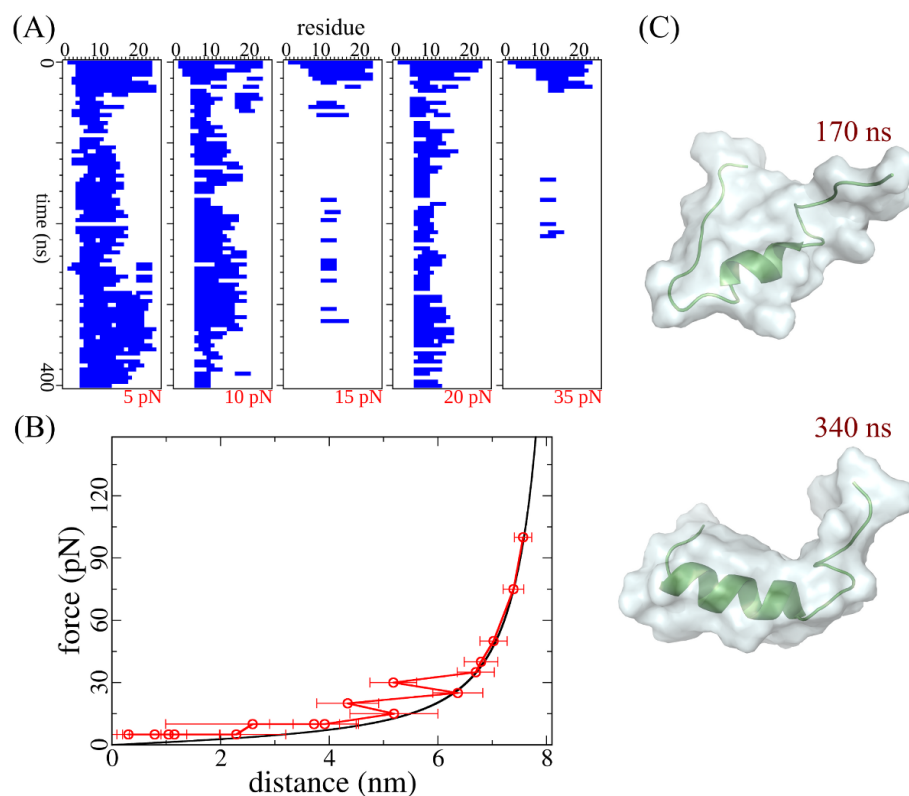 (A)
residue
(C)
0 10 20
0 10 20
0 10 20
0 10 20
0 10 20
0
time (ns)
400
5 pN
10 pN
15 pN
20 pN
35 pN
170 ns
(B)
340 ns
120
90
60
30
0
force (pN)
0 2 4 6 8
distance (nm)